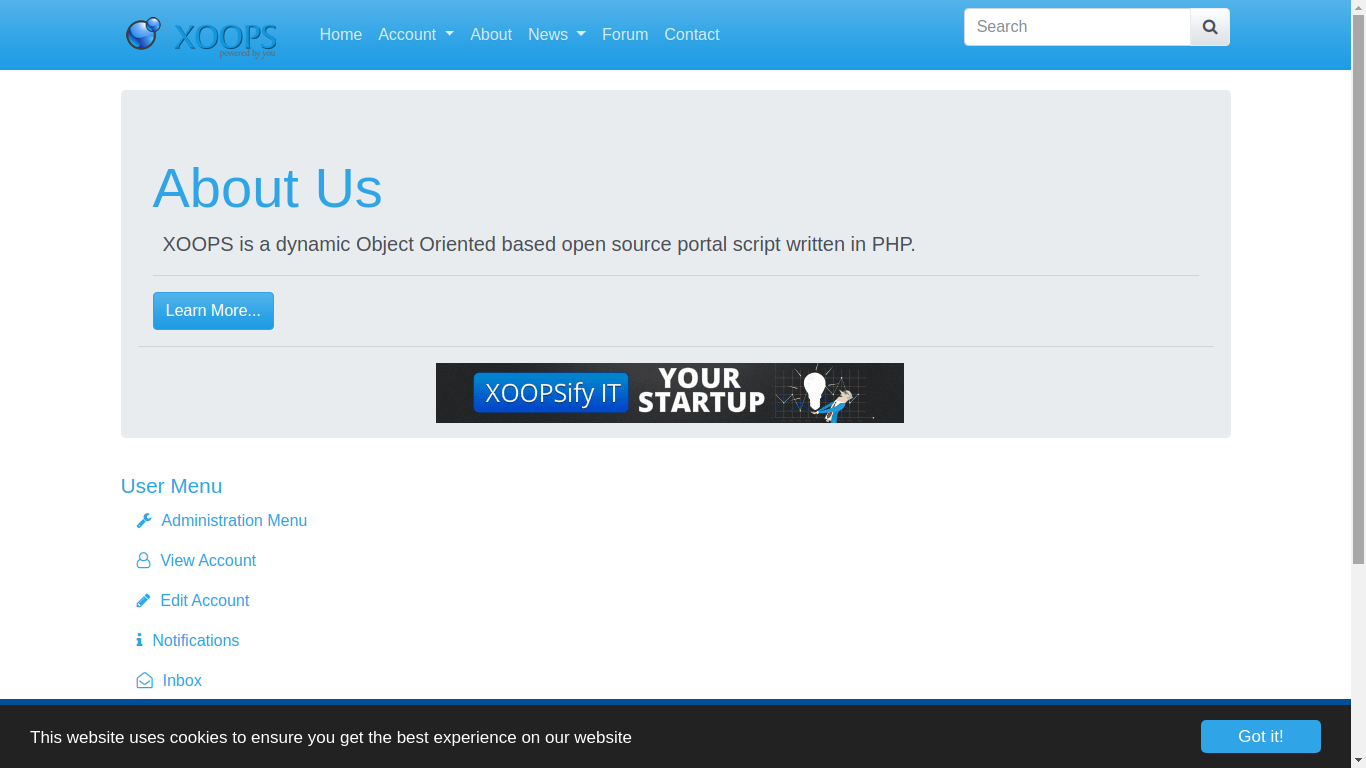 XOOPS
powered by you
Home
Account
About
News
Forum
Contact
Search
About Us
XOOPS is a dynamic Object Oriented based open source portal script written in PHP.
Learn More...
XOOPSify IT
YOUR
STARTUP
User Menu
Administration Menu
View Account
Edit Account
Notifications
Inbox
This website uses cookies to ensure you get the best experience on our website
Got it!